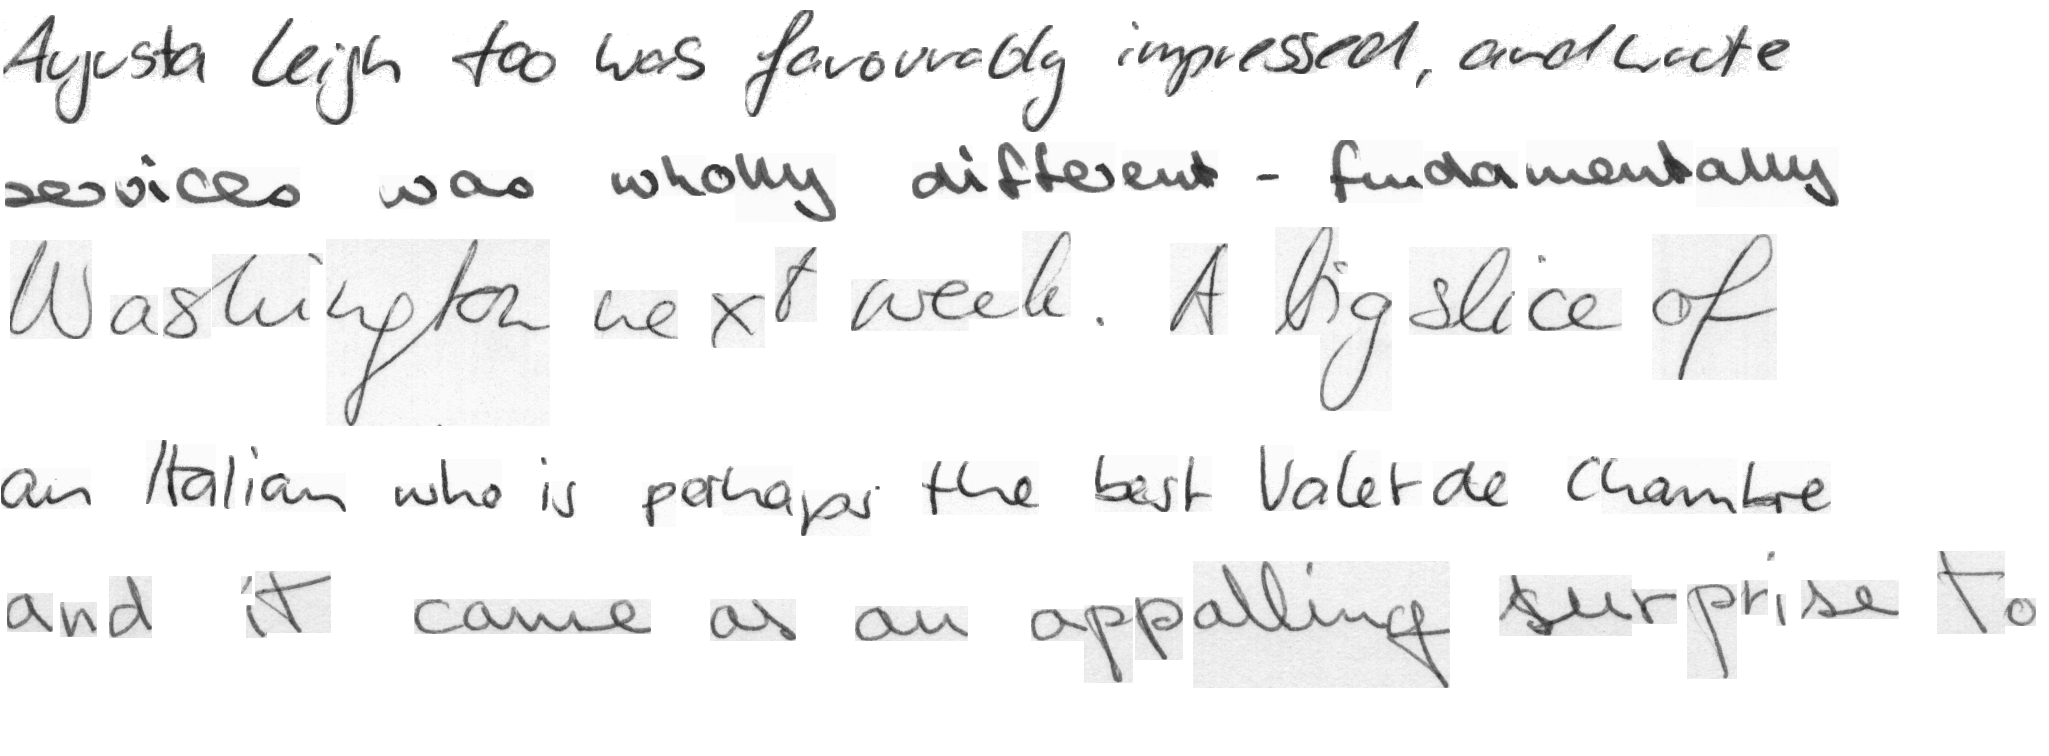 Augusta Leigh too was favourably impressed, and wrote
services was wholly different - fundamentally
Washington next week. A big slice of
an Italian who is perhaps the best Valet de Chambre
and it came as an appalling surprise to